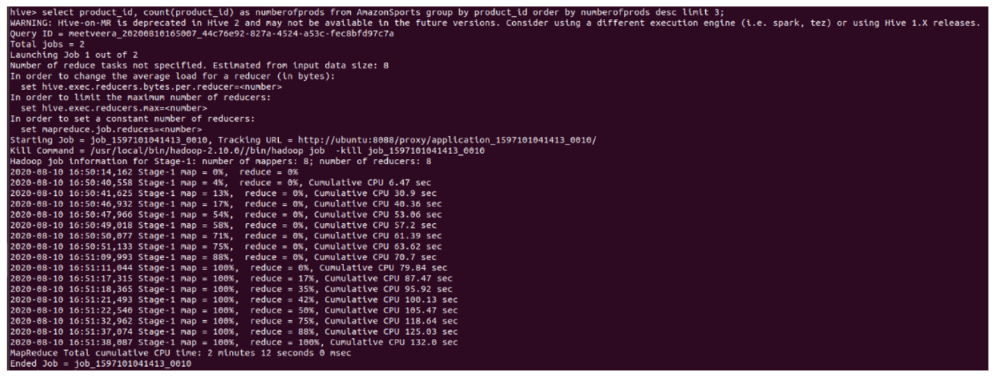 hive> select product_id, count(product_id) as numberofprods from AmazonSports group by product_id order by numberofprods desc limit 3;
WARNING: Hive-on-MR is deprecated in Hive 2 and may not be available in the future versions. Consider using a different execution engine (i.e. spark, tez) or using Hive 1.X releases.
Query ID = meetveera_20200810165007_44c76e92-827a-4524-a53c-fec8bfd97c7a
Total jobs = 2
Launching Job 1 out of 2
Number of reduce tasks not specified. Estimated from input data size: 8
In order to change the average load for a reducer (in bytes):
  set hive.exec.reducers.bytes.per.reducer=<number>
In order to limit the maximum number of reducers:
  set hive.exec.reducers.max=<number>
In order to set a constant number of reducers:
  set mapreduce.job.reduces=<number>
Starting Job = job_1597101041413_0010, Tracking URL = http://ubuntu:8088/proxy/application_1597101041413_0010/
Kill Command = /usr/local/bin/hadoop-2.10.0//bin/hadoop job  -kill job_1597101041413_0010
Hadoop job information for Stage-1: number of mappers: 8; number of reducers: 8
2020-08-10 16:50:14,162 Stage-1 map = 0%,  reduce = 0%
2020-08-10 16:50:40,558 Stage-1 map = 4%,  reduce = 0%, Cumulative CPU 6.47 sec
2020-08-10 16:50:41,625 Stage-1 map = 13%,  reduce = 0%, Cumulative CPU 30.9 sec
2020-08-10 16:50:46,932 Stage-1 map = 17%,  reduce = 0%, Cumulative CPU 40.36 sec
2020-08-10 16:50:47,966 Stage-1 map = 54%,  reduce = 0%, Cumulative CPU 53.06 sec
2020-08-10 16:50:49,018 Stage-1 map = 58%,  reduce = 0%, Cumulative CPU 57.2 sec
2020-08-10 16:50:50,077 Stage-1 map = 71%,  reduce = 0%, Cumulative CPU 61.39 sec
2020-08-10 16:50:51,133 Stage-1 map = 75%,  reduce = 0%, Cumulative CPU 63.62 sec
2020-08-10 16:51:09,993 Stage-1 map = 88%,  reduce = 0%, Cumulative CPU 70.7 sec
2020-08-10 16:51:11,044 Stage-1 map = 100%,  reduce = 0%, Cumulative CPU 79.84 sec
2020-08-10 16:51:17,315 Stage-1 map = 100%,  reduce = 17%, Cumulative CPU 87.47 sec
2020-08-10 16:51:18,365 Stage-1 map = 100%,  reduce = 35%, Cumulative CPU 95.92 sec
2020-08-10 16:51:21,493 Stage-1 map = 100%,  reduce = 42%, Cumulative CPU 100.13 sec
2020-08-10 16:51:22,540 Stage-1 map = 100%,  reduce = 50%, Cumulative CPU 105.47 sec
2020-08-10 16:51:32,962 Stage-1 map = 100%,  reduce = 75%, Cumulative CPU 118.64 sec
2020-08-10 16:51:37,074 Stage-1 map = 100%,  reduce = 88%, Cumulative CPU 125.03 sec
2020-08-10 16:51:38,087 Stage-1 map = 100%,  reduce = 100%, Cumulative CPU 132.0 sec
MapReduce Total cumulative CPU time: 2 minutes 12 seconds 0 msec
Ended Job = job_1597101041413_0010